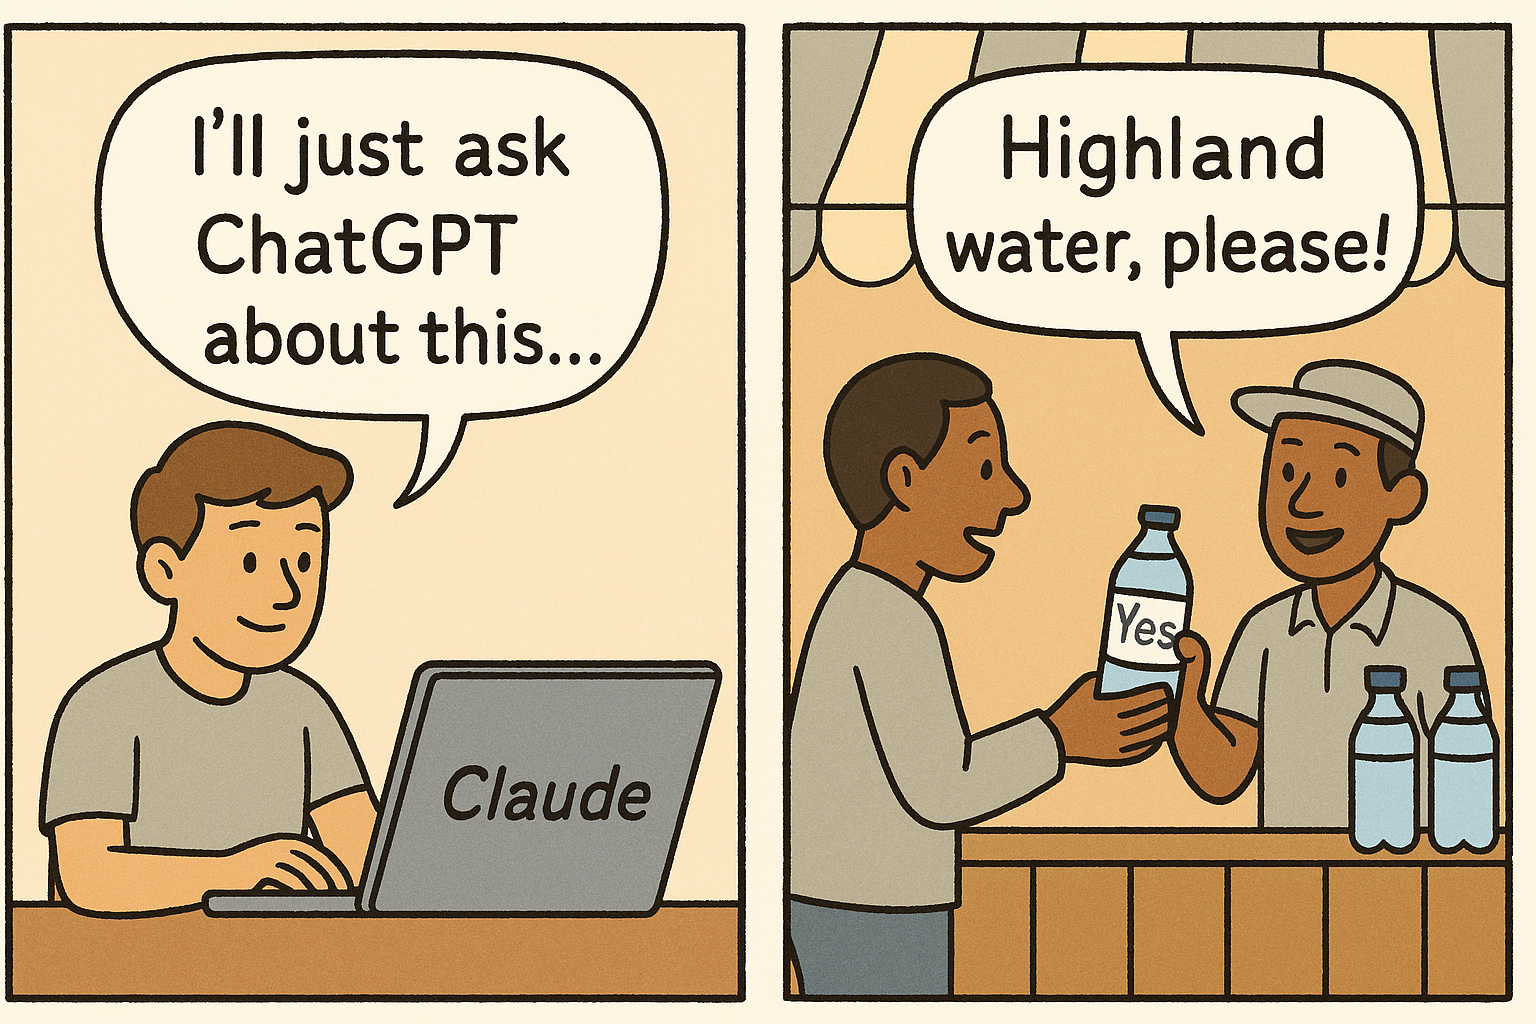 I'll just ask
ChatGPT
about this...
Claude
Highland
water, please!
Yes